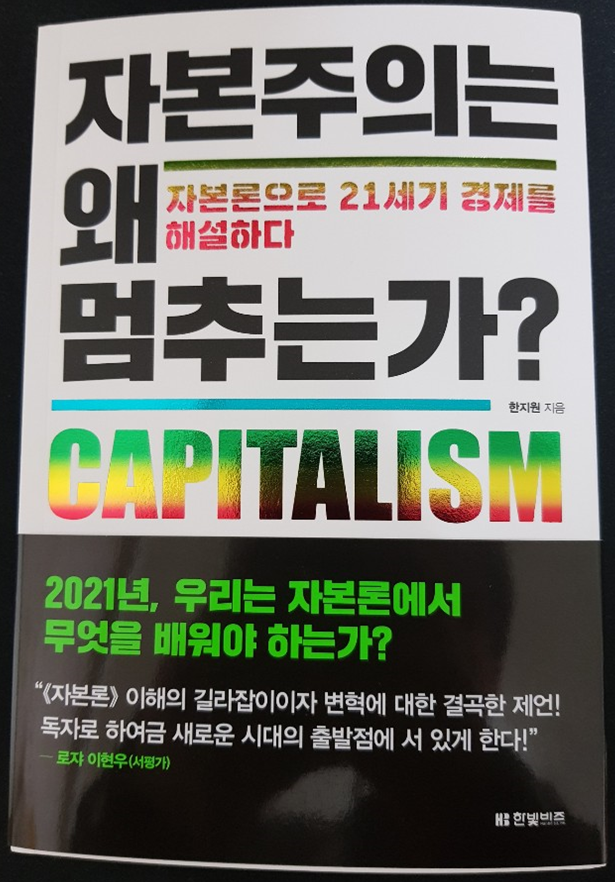 자본주의는
왜
자본론으로 21세기 경제를
해설하다
멈추는가?
한지원 지음
CAPITALISM
2021년, 우리는 자본론에서
무엇을 배워야 하는가?
“《자본론》 이해의 길라잡이이자 변혁에 대한 결곡한 제언!
독자로 하여금 새로운 시대의 출발점에 서 있게 한다!”
— 로쟈 이현우(서평가)
HB 한빛비즈